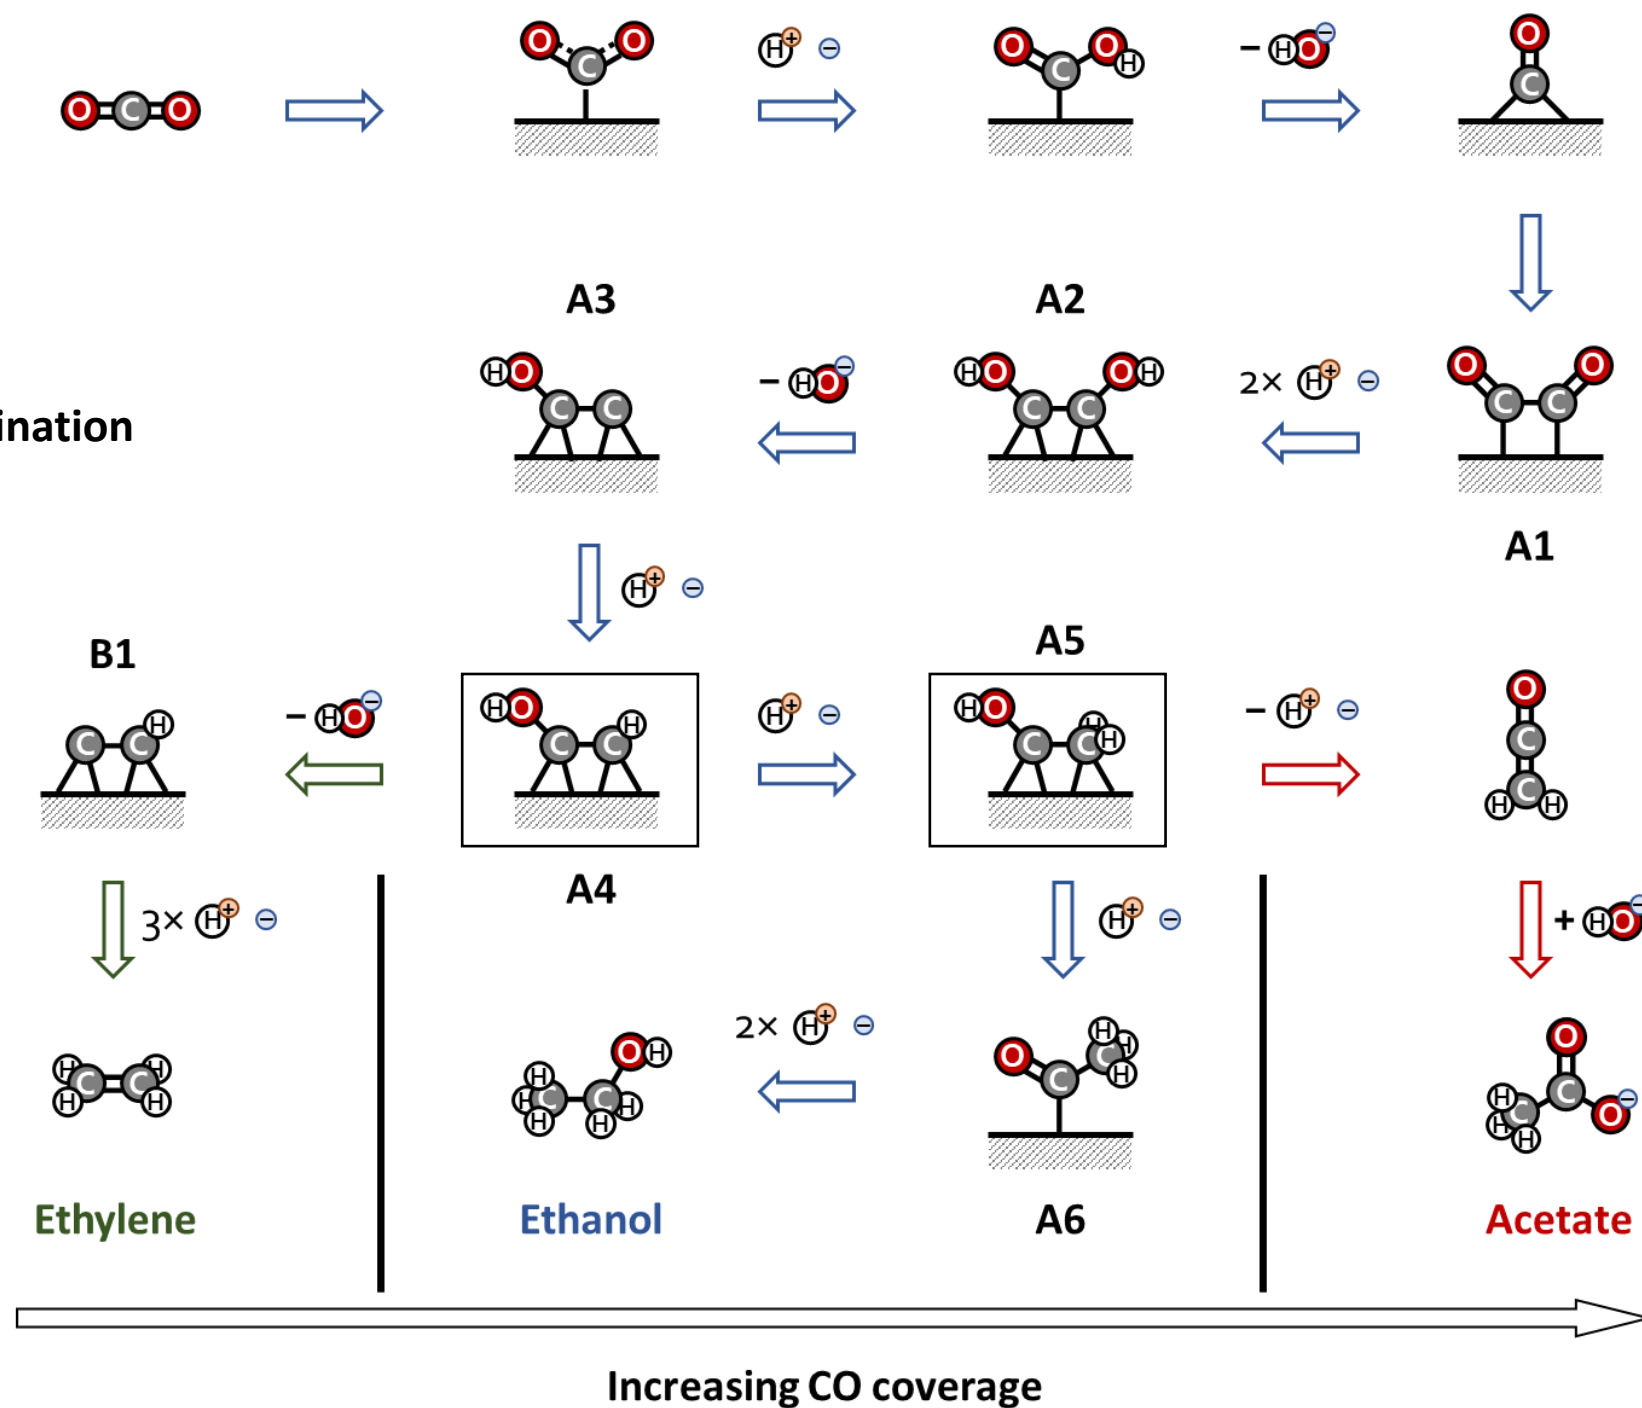 O C O
O C O
H + −
O C O H
− H O −
O
C
A3
A2
H O C C
− H O −
H O C C O H
2× H + −
O C C O
ination
A1
H + −
B1
A5
C C H
− H O −
H O C C H
H + −
H O C C H H
− H + −
O
C
H C H
A4
3× H + −
H + −
+ H O −
2× H + −
H H C C H H
H H H C C O H H H
O C C H H H
O C O − C H H H
Ethylene
Ethanol
A6
Acetate
Increasing CO coverage